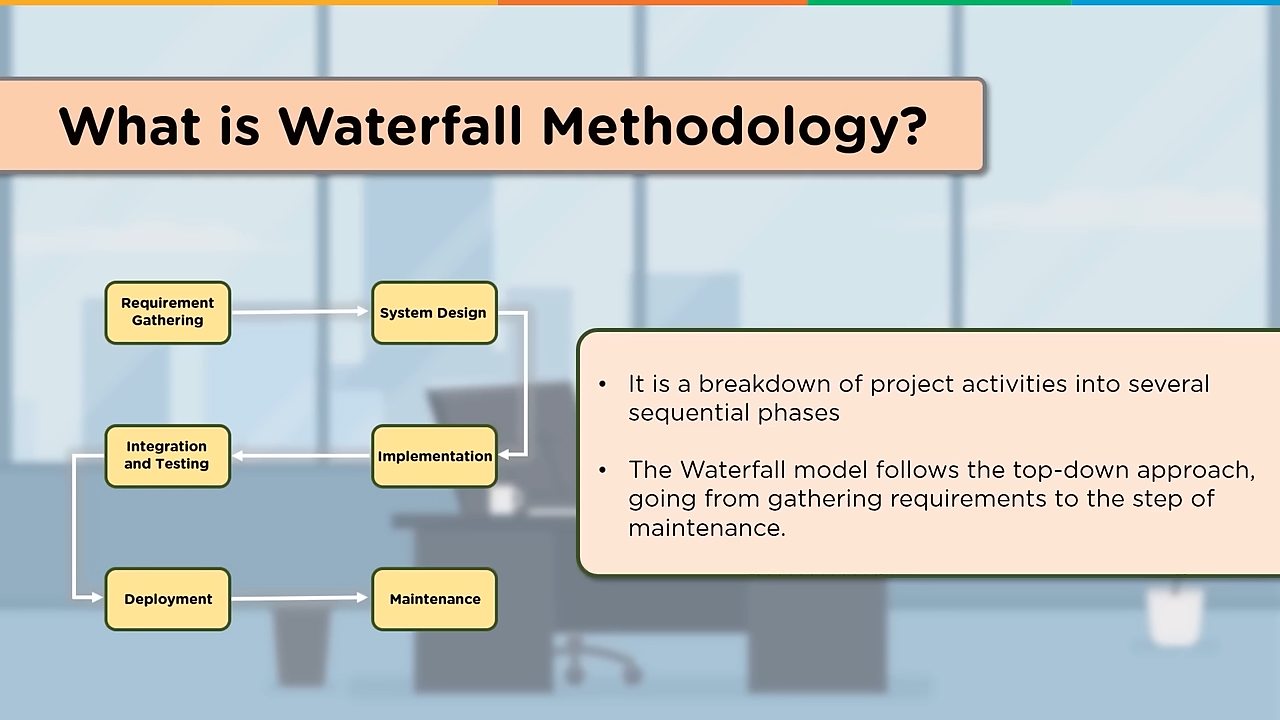 What is Waterfall Methodology?
Requirement
Gathering
System Design
Implementation
Integration
and Testing
Deployment
Maintenance
• It is a breakdown of project activities into several
sequential phases
• The Waterfall model follows the top-down approach,
going from gathering requirements to the step of
maintenance.